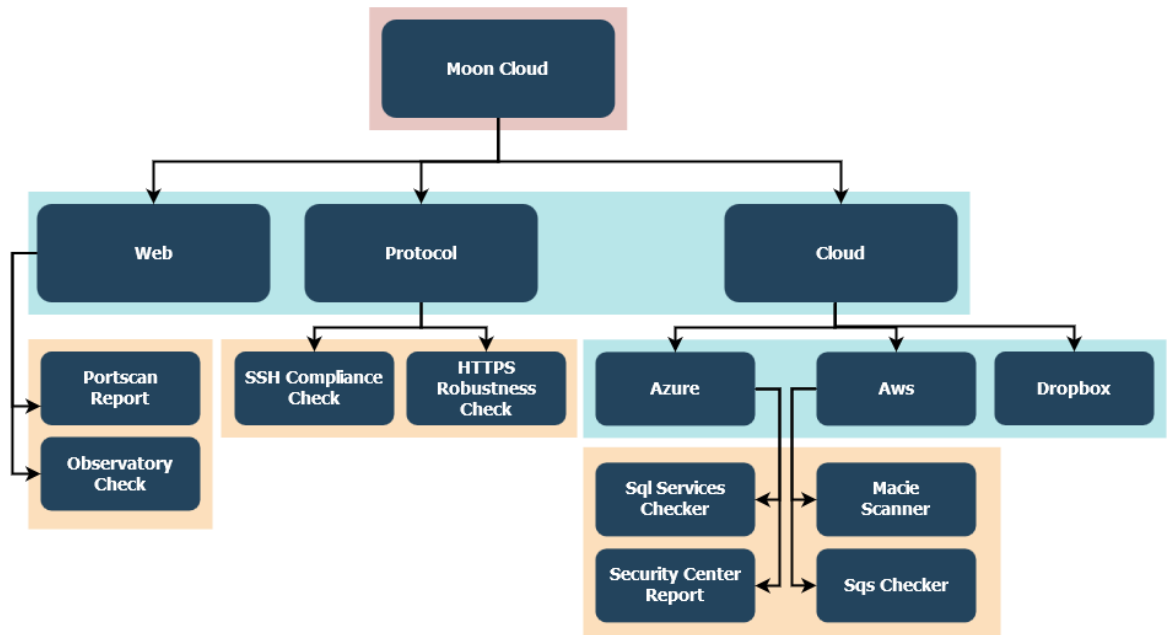 Moon Cloud
Web
Protocol
Cloud
Portscan
Report
Observatory
Check
SSH Compliance
Check
HTTPS
Robustness
Check
Azure
Aws
Dropbox
Sql Services
Checker
Macie
Scanner
Security Center
Report
Sqs Checker